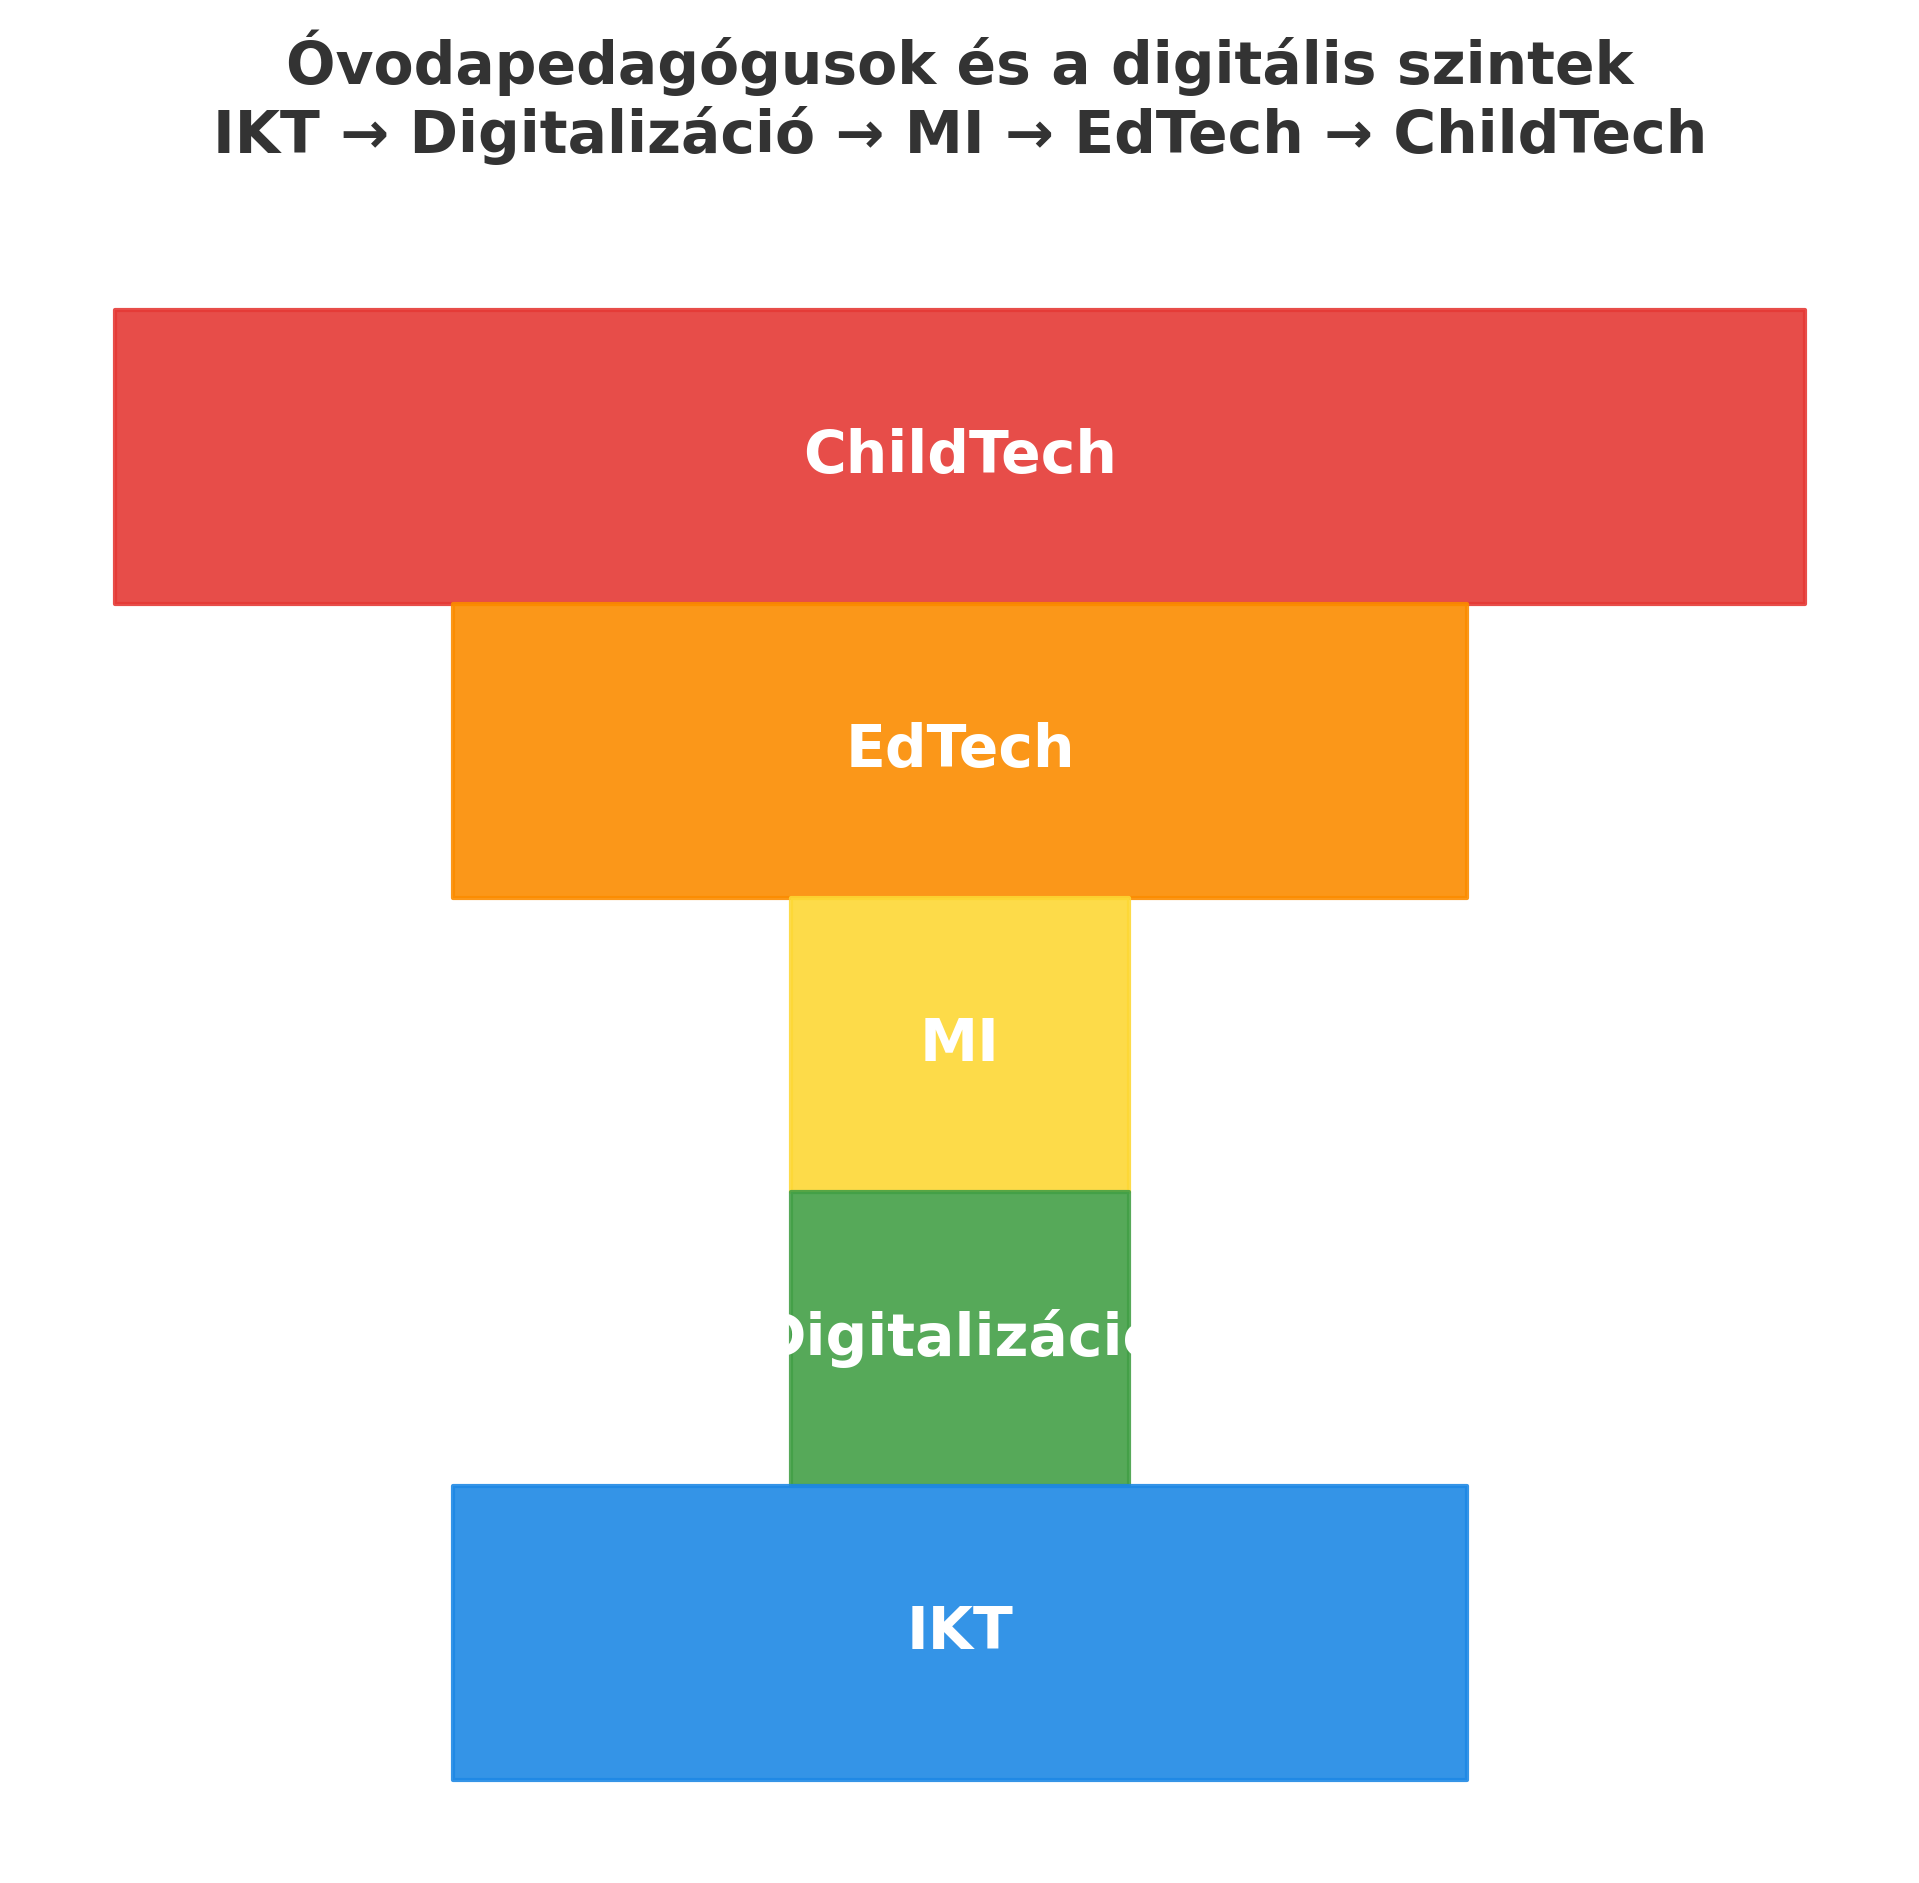 Óvodapedagógusok és a digitális szintek
IKT → Digitalizáció → MI → EdTech → ChildTech
ChildTech
EdTech
MI
Digitalizáció
IKT